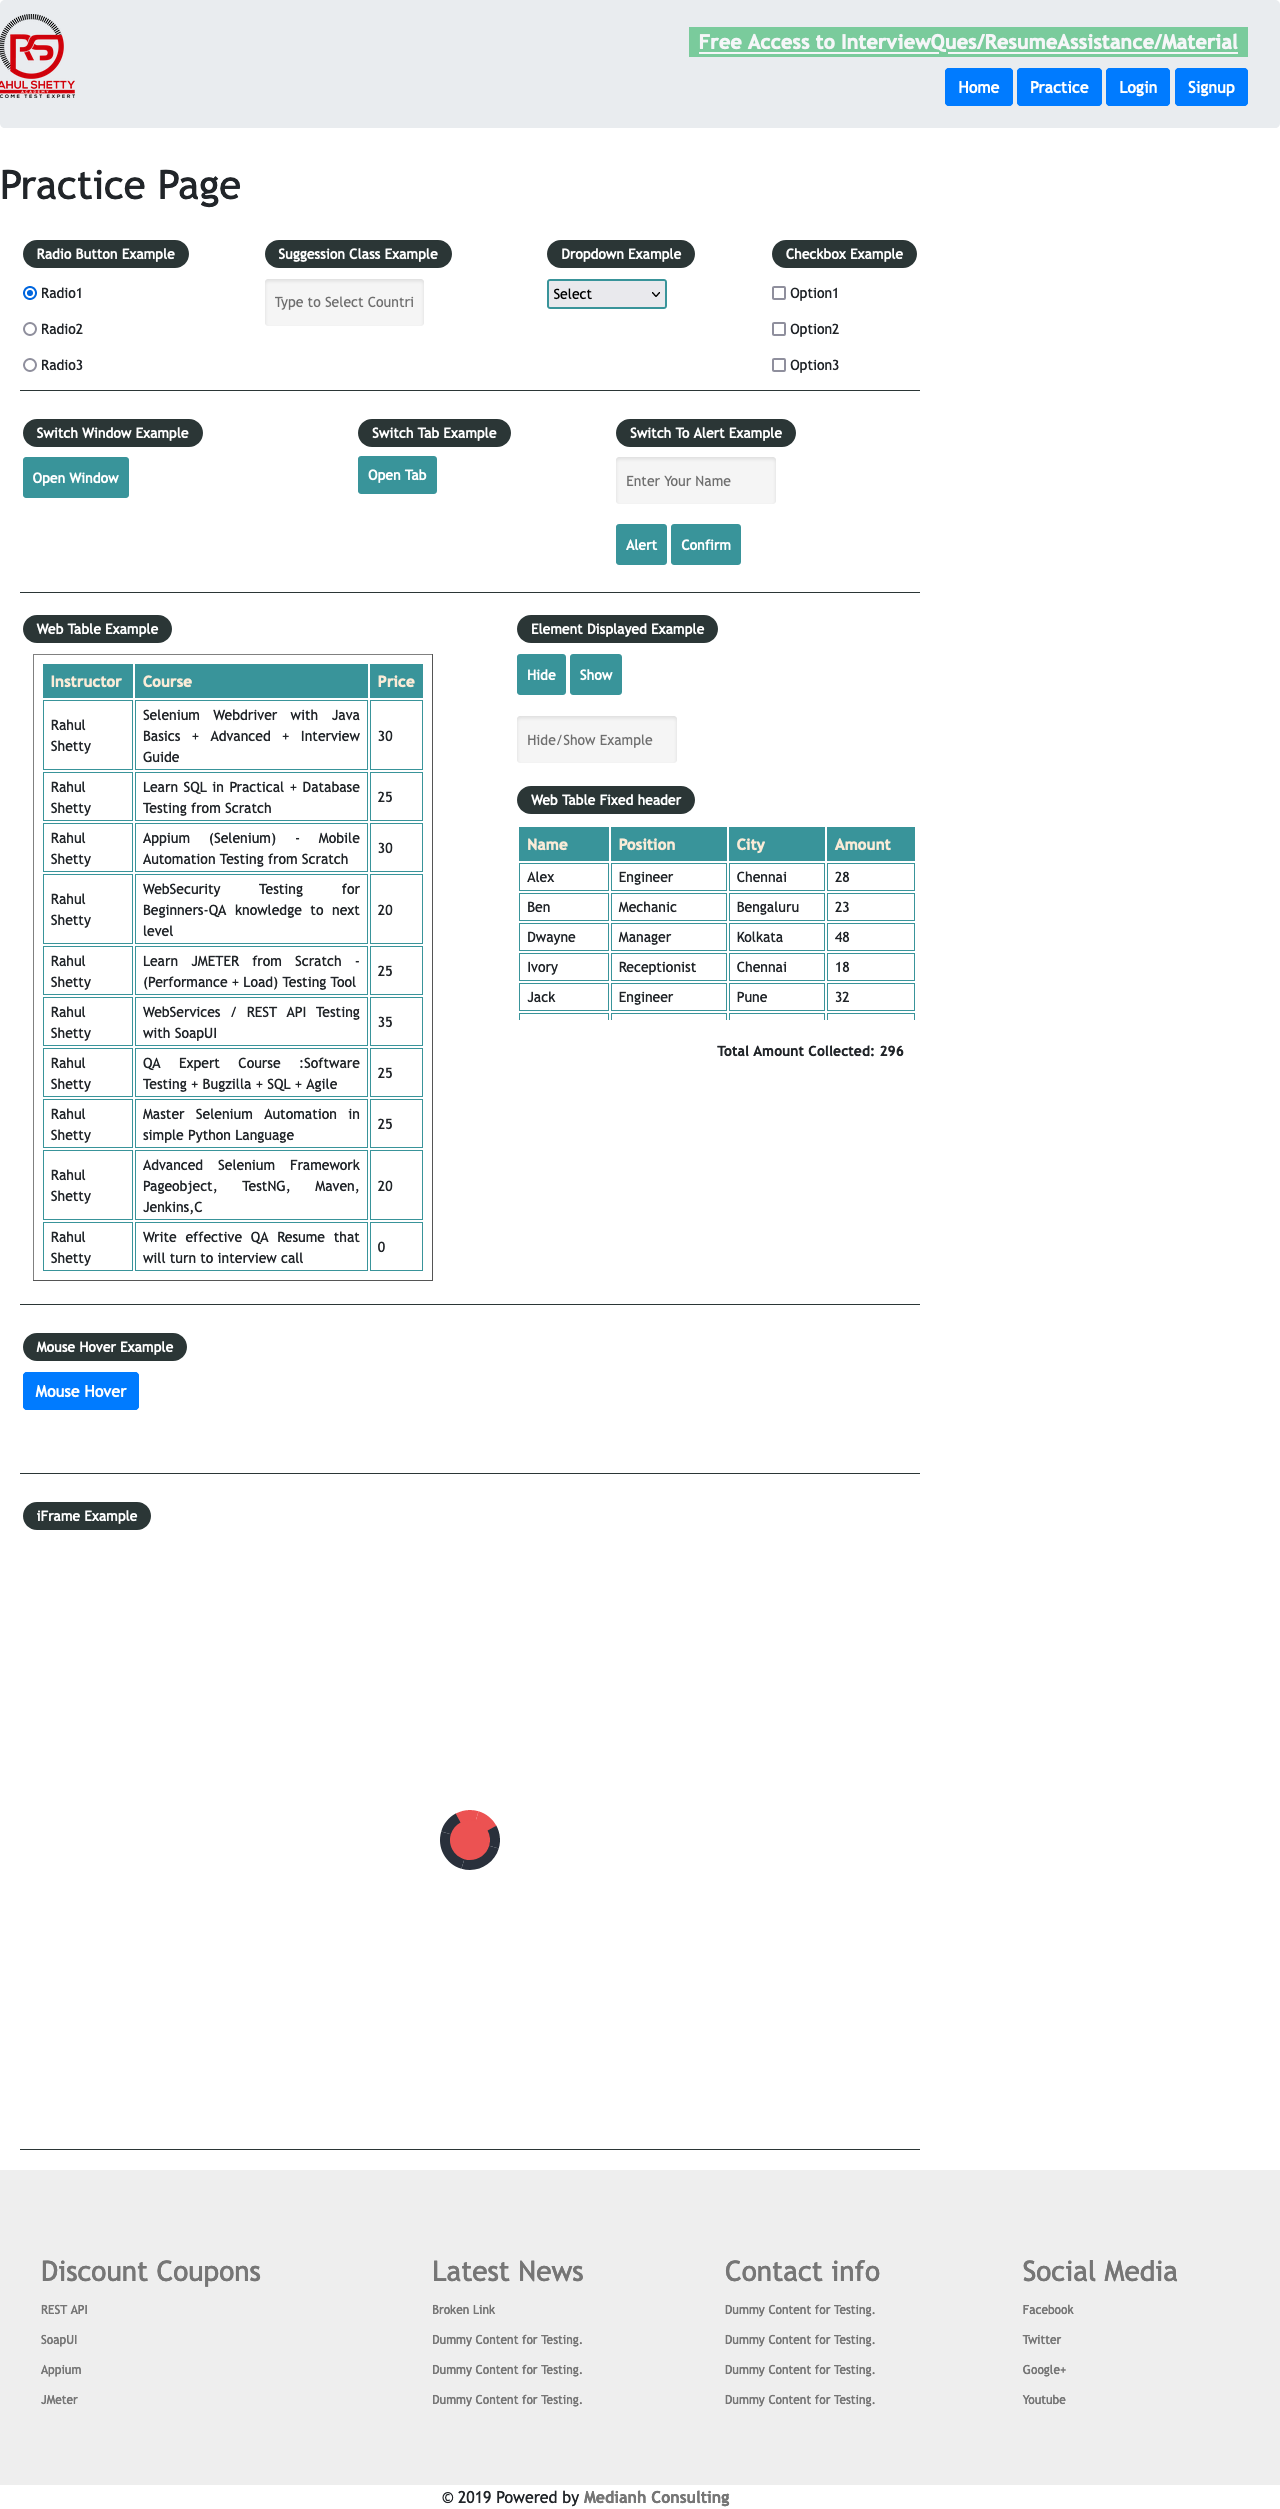 RS
AHUL SHETTY
ACADEMY
COME TEST EXPERT
Free Access to InterviewQues/ResumeAssistance/Material
Home Practice Login Signup
Practice Page
Radio Button Example
Radio1
Radio2
Radio3
Suggession Class Example
Type to Select Countri
Dropdown Example
Select
Checkbox Example
Option1
Option2
Option3
Switch Window Example
Open Window
Switch Tab Example
Open Tab
Switch To Alert Example
Enter Your Name
Alert Confirm
Web Table Example
Instructor Course Price
Rahul
Shetty
Selenium Webdriver with Java
Basics + Advanced + Interview
Guide
30
Rahul
Shetty
Learn SQL in Practical + Database
Testing from Scratch
25
Rahul
Shetty
Appium (Selenium) - Mobile
Automation Testing from Scratch
30
Rahul
Shetty
WebSecurity Testing for
Beginners-QA knowledge to next
level
20
Rahul
Shetty
Learn JMETER from Scratch -
(Performance + Load) Testing Tool
25
Rahul
Shetty
WebServices / REST API Testing
with SoapUI
35
Rahul
Shetty
QA Expert Course :Software
Testing + Bugzilla + SQL + Agile
25
Rahul
Shetty
Master Selenium Automation in
simple Python Language
25
Rahul
Shetty
Advanced Selenium Framework
Pageobject, TestNG, Maven,
Jenkins,C
20
Rahul
Shetty
Write effective QA Resume that
will turn to interview call
0
Element Displayed Example
Hide Show
Hide/Show Example
Web Table Fixed header
Name Position City Amount
Alex Engineer Chennai 28
Ben Mechanic Bengaluru 23
Dwayne Manager Kolkata 48
Ivory Receptionist Chennai 18
Jack Engineer Pune 32
Total Amount Collected: 296
Mouse Hover Example
Mouse Hover
iFrame Example
Discount Coupons
REST API
SoapUI
Appium
JMeter
Latest News
Broken Link
Dummy Content for Testing.
Dummy Content for Testing.
Dummy Content for Testing.
Contact info
Dummy Content for Testing.
Dummy Content for Testing.
Dummy Content for Testing.
Dummy Content for Testing.
Social Media
Facebook
Twitter
Google+
Youtube
© 2019 Powered by Medianh Consulting